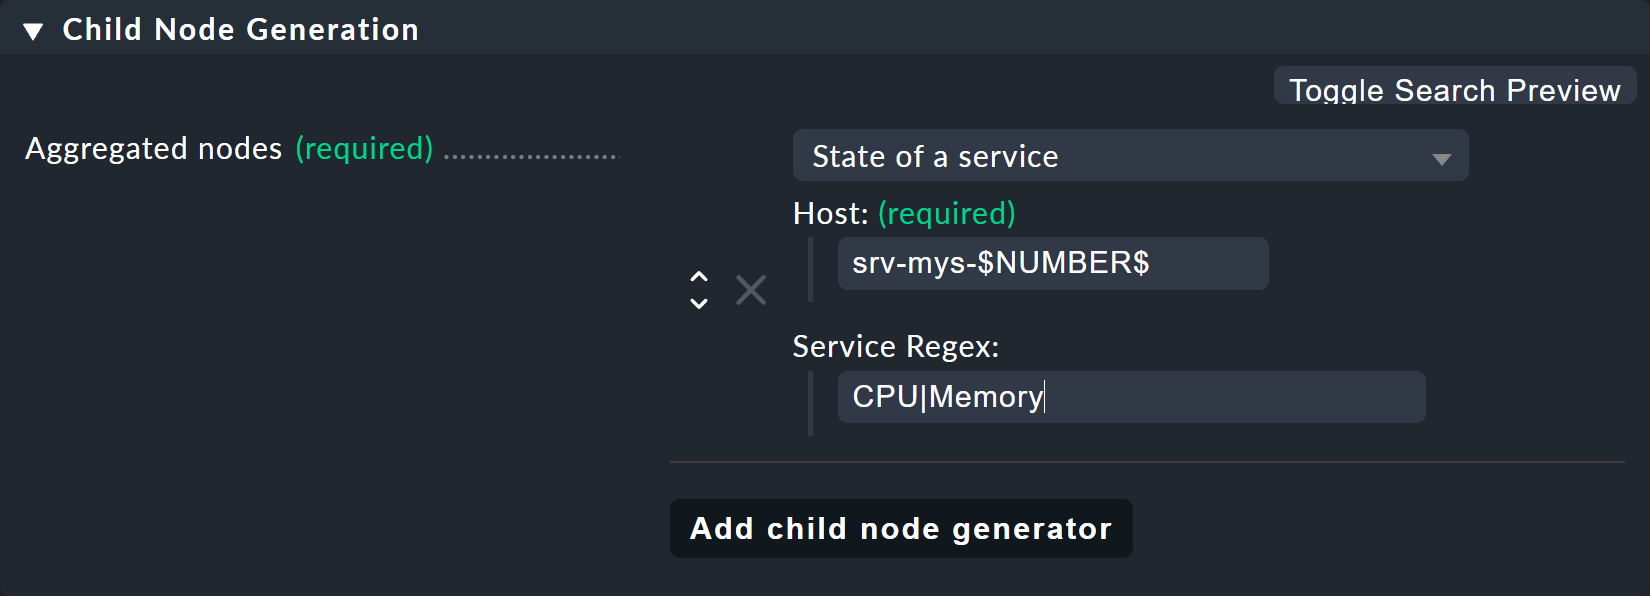 Child Node Generation
Toggle Search Preview
Aggregated nodes (required)
State of a service
Host: (required)
srv-mys-$NUMBER$
Service Regex:
CPU|Memory
Add child node generator